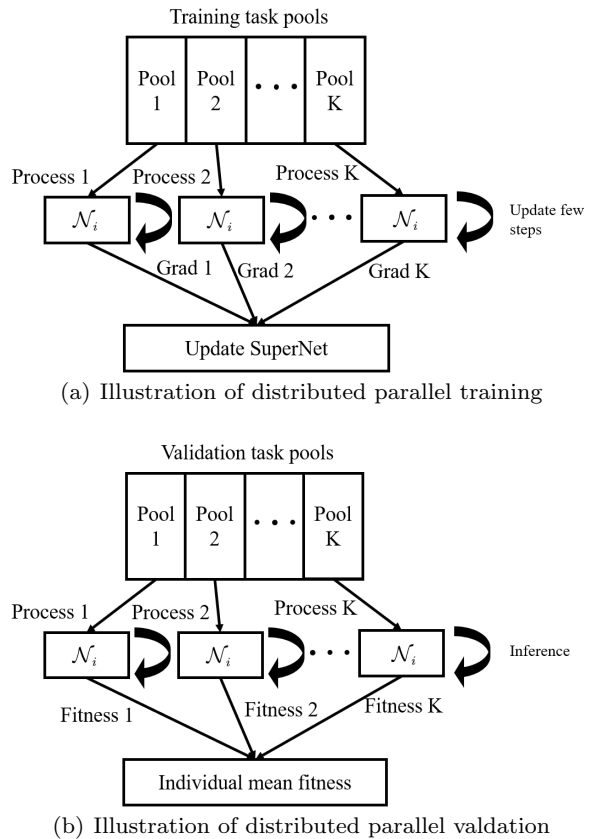 Training task pools
Pool 1
Pool 2
· · ·
Pool K
Process 1
Process 2
Process K
𝒩i
𝒩i
· · ·
𝒩i
Update few
steps
Grad 1
Grad 2
Grad K
Update SuperNet
(a) Illustration of distributed parallel training
Validation task pools
Pool 1
Pool 2
· · ·
Pool K
Process 1
Process 2
Process K
𝒩i
𝒩i
· · ·
𝒩i
Inference
Fitness 1
Fitness 2
Fitness K
Individual mean fitness
(b) Illustration of distributed parallel valdation